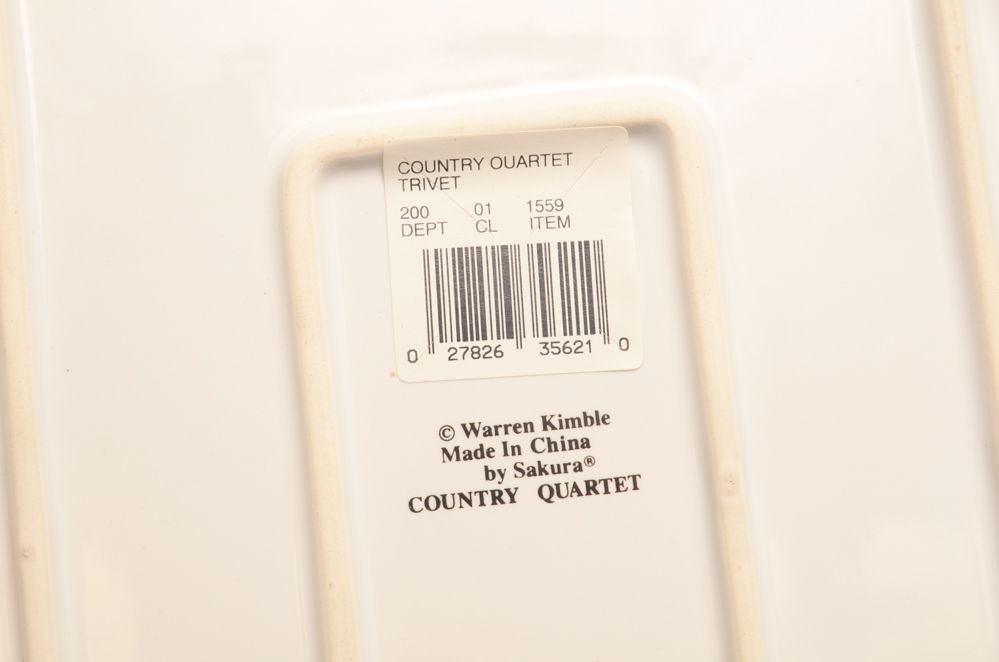 COUNTRY QUARTET
TRIVET
200 01 1559
DEPT CL ITEM
0 27826 35621 0
© Warren Kimble
Made In China
by Sakura®
COUNTRY QUARTET